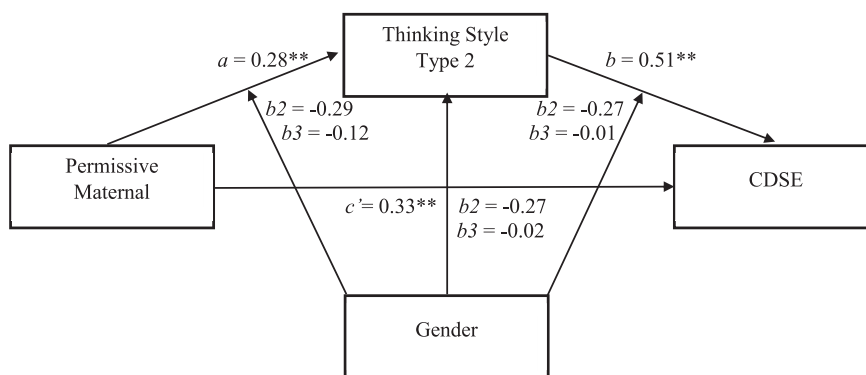 Thinking Style
Type 2
a = 0.28**
b = 0.51**
b2 = -0.29
b3 = -0.12
b2 = -0.27
b3 = -0.01
Permissive
Maternal
CDSE
c’= 0.33**
b2 = -0.27
b3 = -0.02
Gender